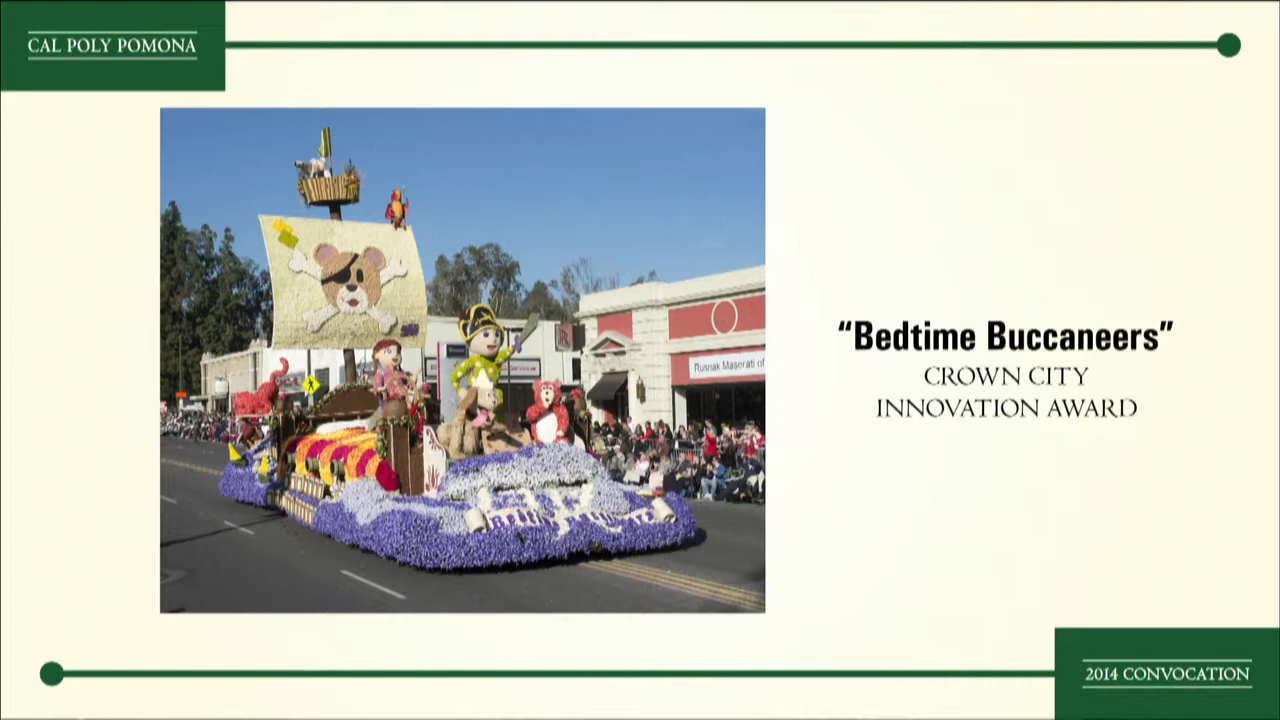 CAL POLY POMONA
Rusnak Maserati of
"Bedtime Buccaneers"
CROWN CITY
INNOVATION AWARD
2014 CONVOCATION